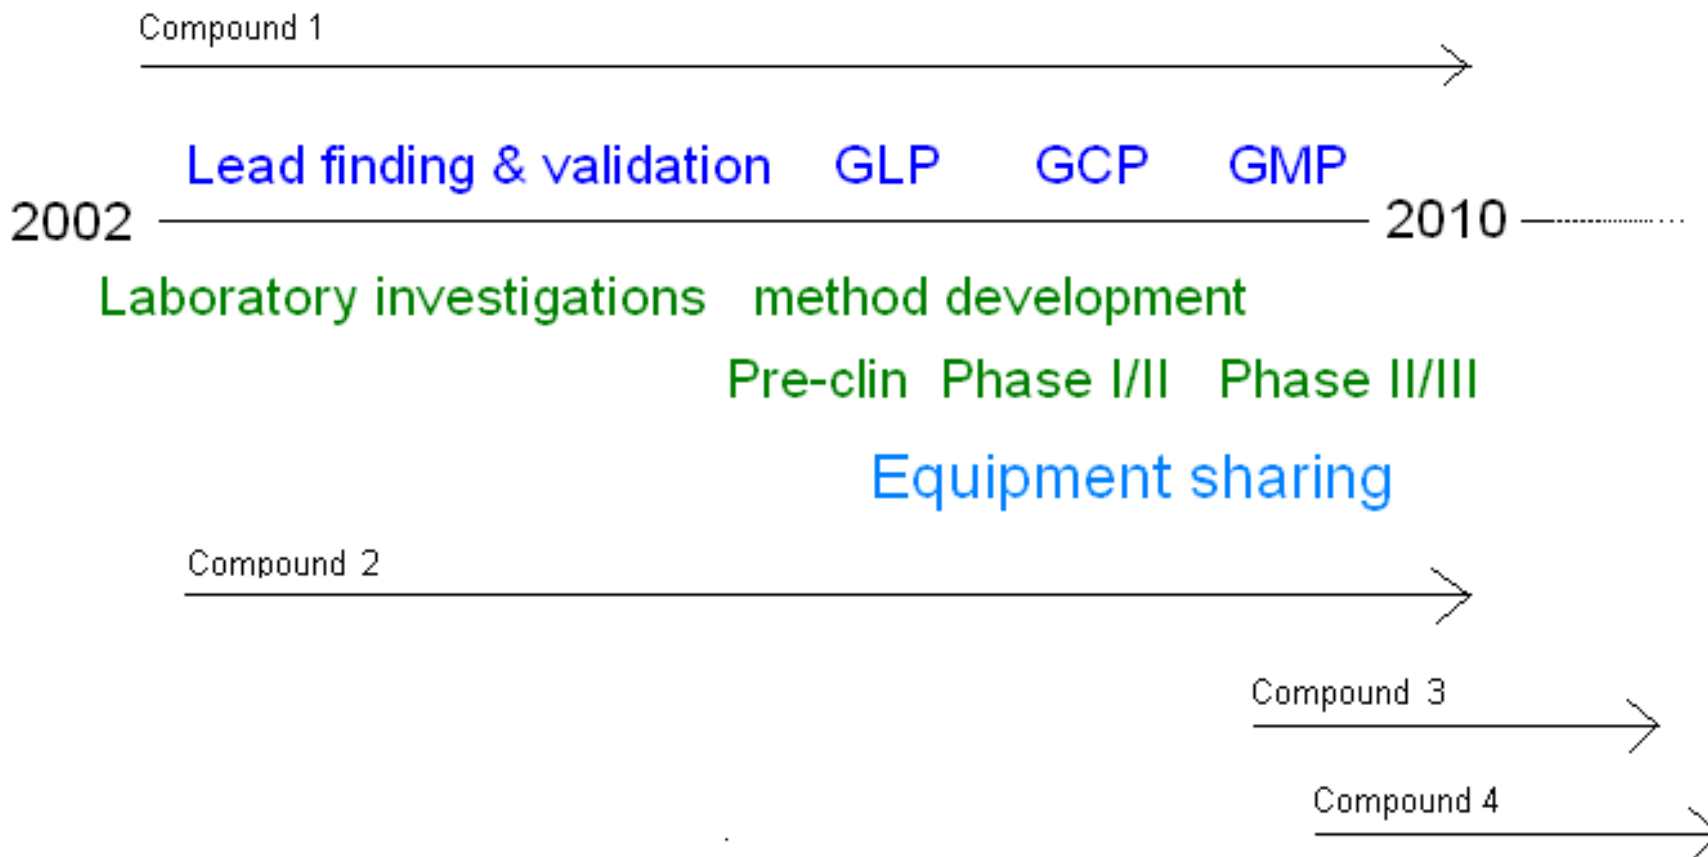 Compound 1
Lead finding & validation GLP GCP GMP
2002 2010
Laboratory investigations method development
Pre-clin Phase I/II Phase II/III
Equipment sharing
Compound 2
Compound 3
Compound 4